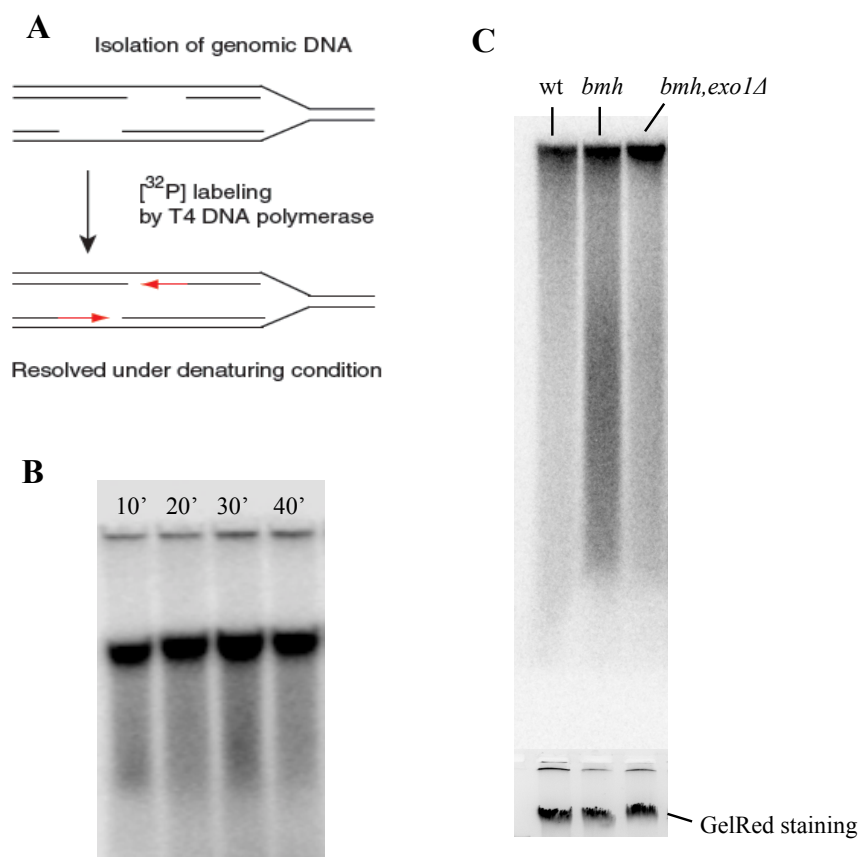 A
Isolation of genomic DNA
[³²P] labeling
by T4 DNA polymerase
Resolved under denaturing condition
B
10’ 20’ 30’ 40’
C
wt bmh bmh,exo1Δ
GelRed staining